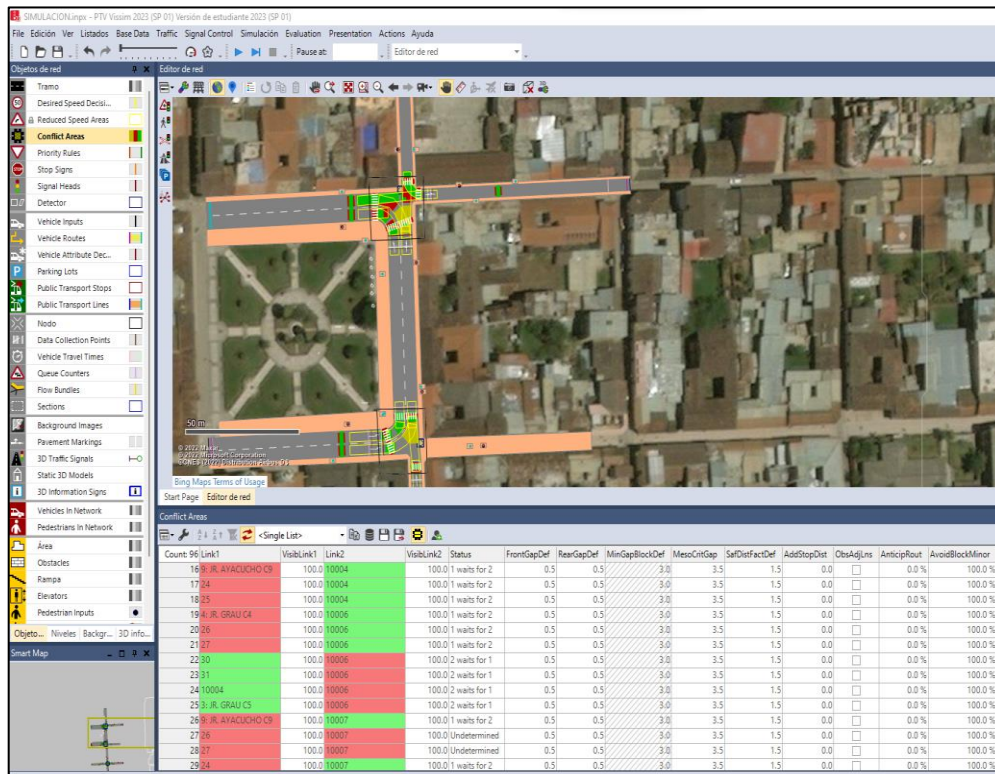 SIMULACION.inpx - PTV Vissim 2023 (SP 01) Versión de estudiante 2023 (SP 01)
File Edición Ver Listados Base Data Traffic Signal Control Simulación Evaluation Presentation Actions Ayuda
Pause at: Editor de red
Objetos de red
Tramo
Desired Speed Decisi...
Reduced Speed Areas
Conflict Areas
Priority Rules
Stop Signs
Signal Heads
Detector
Vehicle Inputs
Vehicle Routes
Vehicle Attribute Dec...
Parking Lots
Public Transport Stops
Public Transport Lines
Nodo
Data Collection Points
Vehicle Travel Times
Queue Counters
Flow Bundles
Sections
Background Images
Pavement Markings
3D Traffic Signals
Static 3D Models
3D Information Signs
Vehicles In Network
Pedestrians In Network
Área
Obstacles
Rampa
Elevators
Pedestrian Inputs
Objeto... Niveles Backgr... 3D info...
Smart Map
Editor de red
50 m
© 2022 Microsoft Corporation
Bing Maps Terms of Usage
Start Page Editor de red
Conflict Areas
<Single List>
Count: 96 Link1 VisibLink1 Link2 VisibLink2 Status FrontGapDef RearGapDef MinGapBlockDef MesoCritGap SafDistFactDef AddStopDist ObsAdjLns AnticipRout AvoidBlockMinor
16 9: JR. AYACUCHO C9 100.0 10004 100.0 1 waits for 2 0.5 0.5 3.0 3.5 1.5 0.0 0.0 % 100.0 %
17 24 100.0 10004 100.0 1 waits for 2 0.5 0.5 3.0 3.5 1.5 0.0 0.0 % 100.0 %
18 25 100.0 10004 100.0 1 waits for 2 0.5 0.5 3.0 3.5 1.5 0.0 0.0 % 100.0 %
19 4: JR. GRAU C4 100.0 10006 100.0 1 waits for 2 0.5 0.5 3.0 3.5 1.5 0.0 0.0 % 100.0 %
20 26 100.0 10006 100.0 1 waits for 2 0.5 0.5 3.0 3.5 1.5 0.0 0.0 % 100.0 %
21 27 100.0 10006 100.0 1 waits for 2 0.5 0.5 3.0 3.5 1.5 0.0 0.0 % 100.0 %
22 30 100.0 10006 100.0 2 waits for 1 0.5 0.5 3.0 3.5 1.5 0.0 0.0 % 100.0 %
23 31 100.0 10006 100.0 2 waits for 1 0.5 0.5 3.0 3.5 1.5 0.0 0.0 % 100.0 %
24 10004 100.0 10006 100.0 2 waits for 1 0.5 0.5 3.0 3.5 1.5 0.0 0.0 % 100.0 %
25 3: JR. GRAU C5 100.0 10006 100.0 2 waits for 1 0.5 0.5 3.0 3.5 1.5 0.0 0.0 % 100.0 %
26 9: JR. AYACUCHO C9 100.0 10007 100.0 1 waits for 2 0.5 0.5 3.0 3.5 1.5 0.0 0.0 % 100.0 %
27 26 100.0 10007 100.0 Undetermined 0.5 0.5 3.0 3.5 1.5 0.0 0.0 % 100.0 %
28 27 100.0 10007 100.0 Undetermined 0.5 0.5 3.0 3.5 1.5 0.0 0.0 % 100.0 %
29 24 100.0 10007 100.0 1 waits for 2 0.5 0.5 3.0 3.5 1.5 0.0 0.0 % 100.0 %